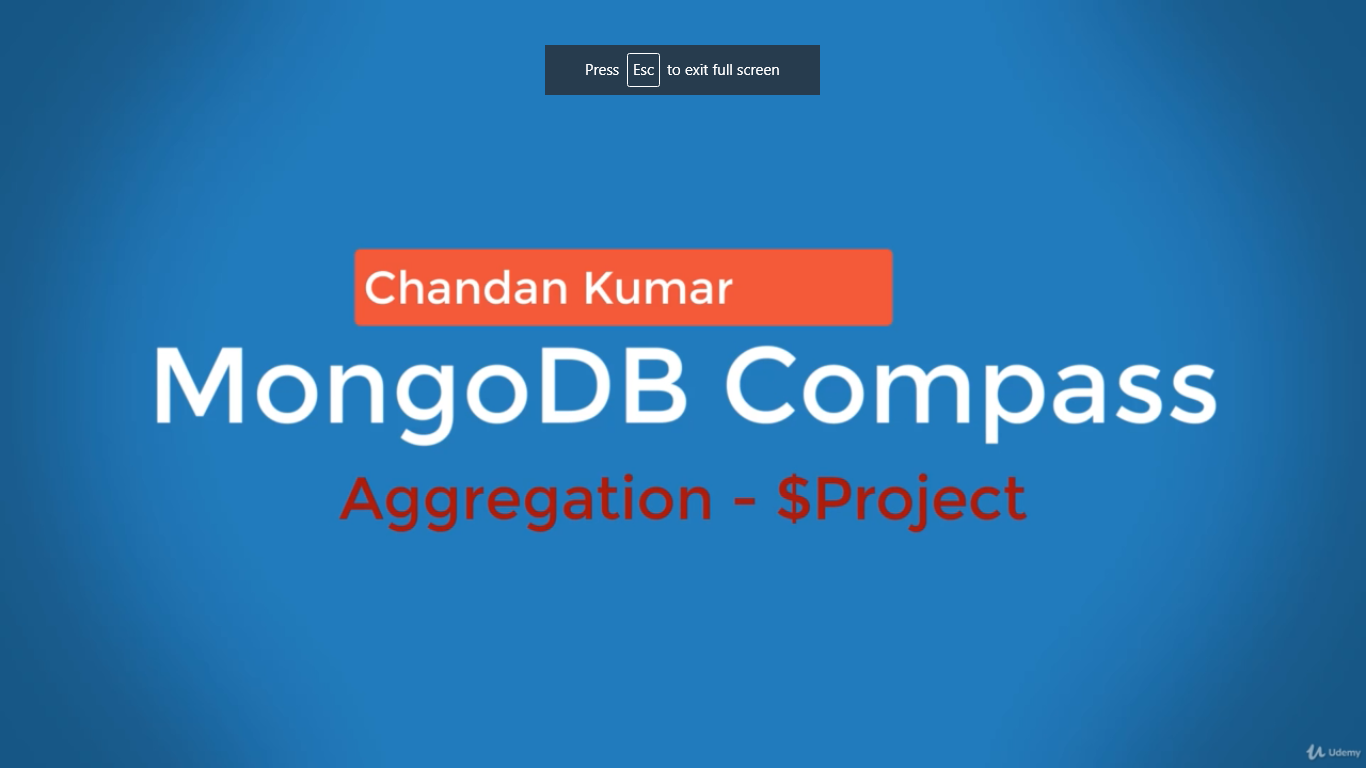 Press Esc to exit full screen
Chandan Kumar
MongoDB Compass
Aggregation - $Project
Udemy